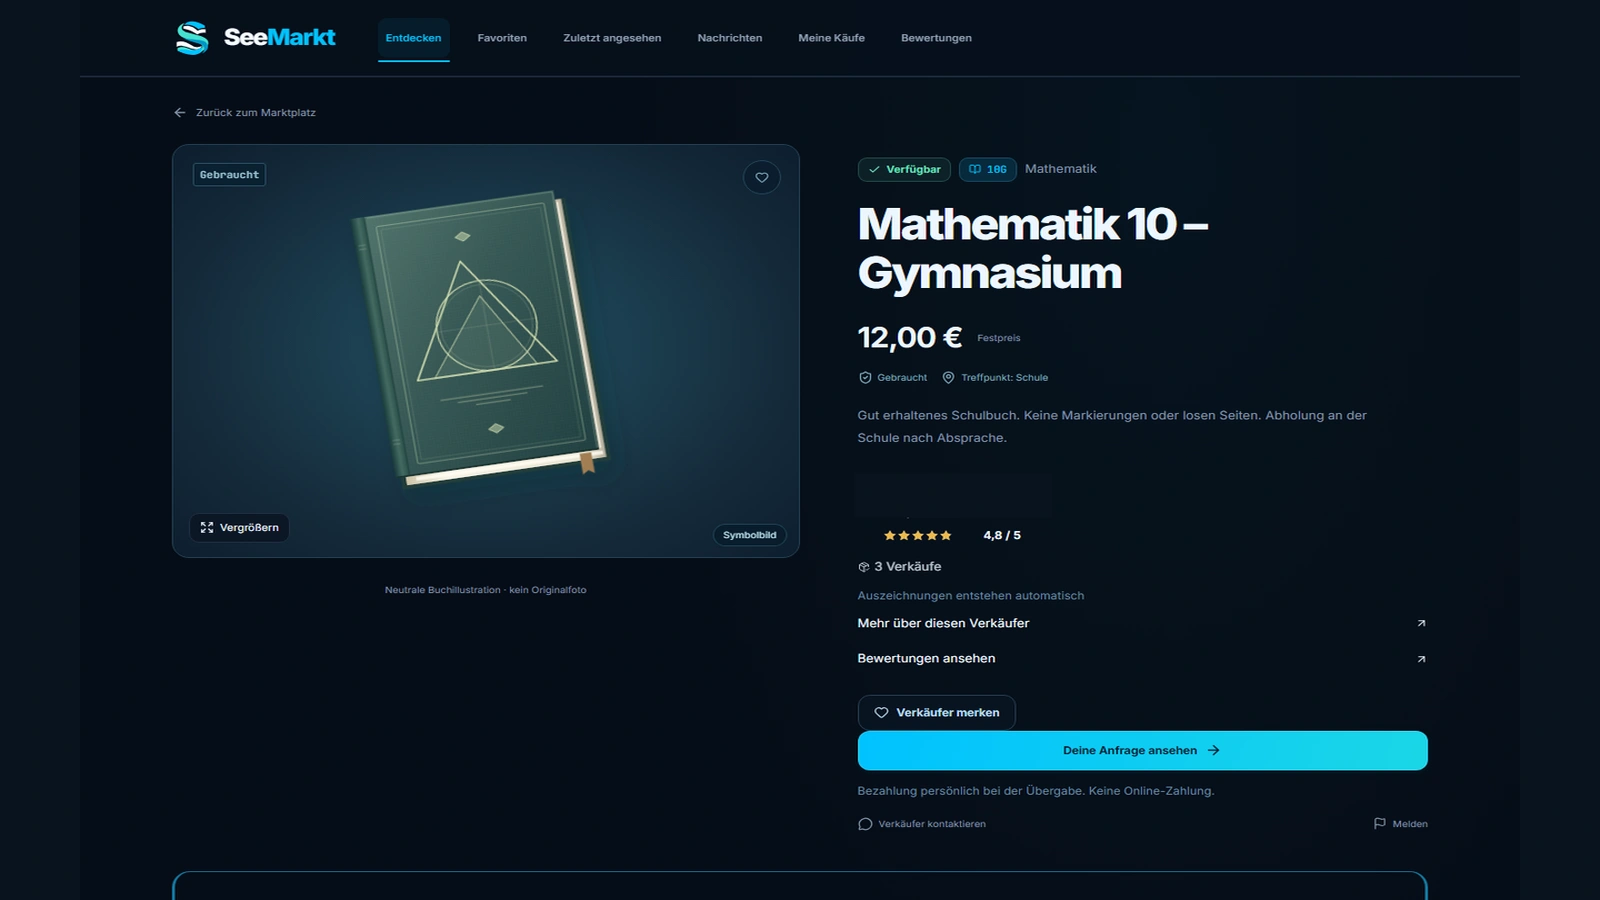 SeeMarkt
Entdecken
Favoriten
Zuletzt angesehen
Nachrichten
Meine Käufe
Bewertungen
Zurück zum Marktplatz
Gebraucht
Vergrößern
Symbolbild
Neutrale Buchillustration · kein Originalfoto
Verfügbar
10G
Mathematik
Mathematik 10 –
Gymnasium
12,00 €
Festpreis
Gebraucht
Treffpunkt: Schule
Gut erhaltenes Schulbuch. Keine Markierungen oder losen Seiten. Abholung an der
Schule nach Absprache.
4,8 / 5
3 Verkäufe
Auszeichnungen entstehen automatisch
Mehr über diesen Verkäufer
Bewertungen ansehen
Verkäufer merken
Deine Anfrage ansehen
Bezahlung persönlich bei der Übergabe. Keine Online-Zahlung.
Verkäufer kontaktieren
Melden